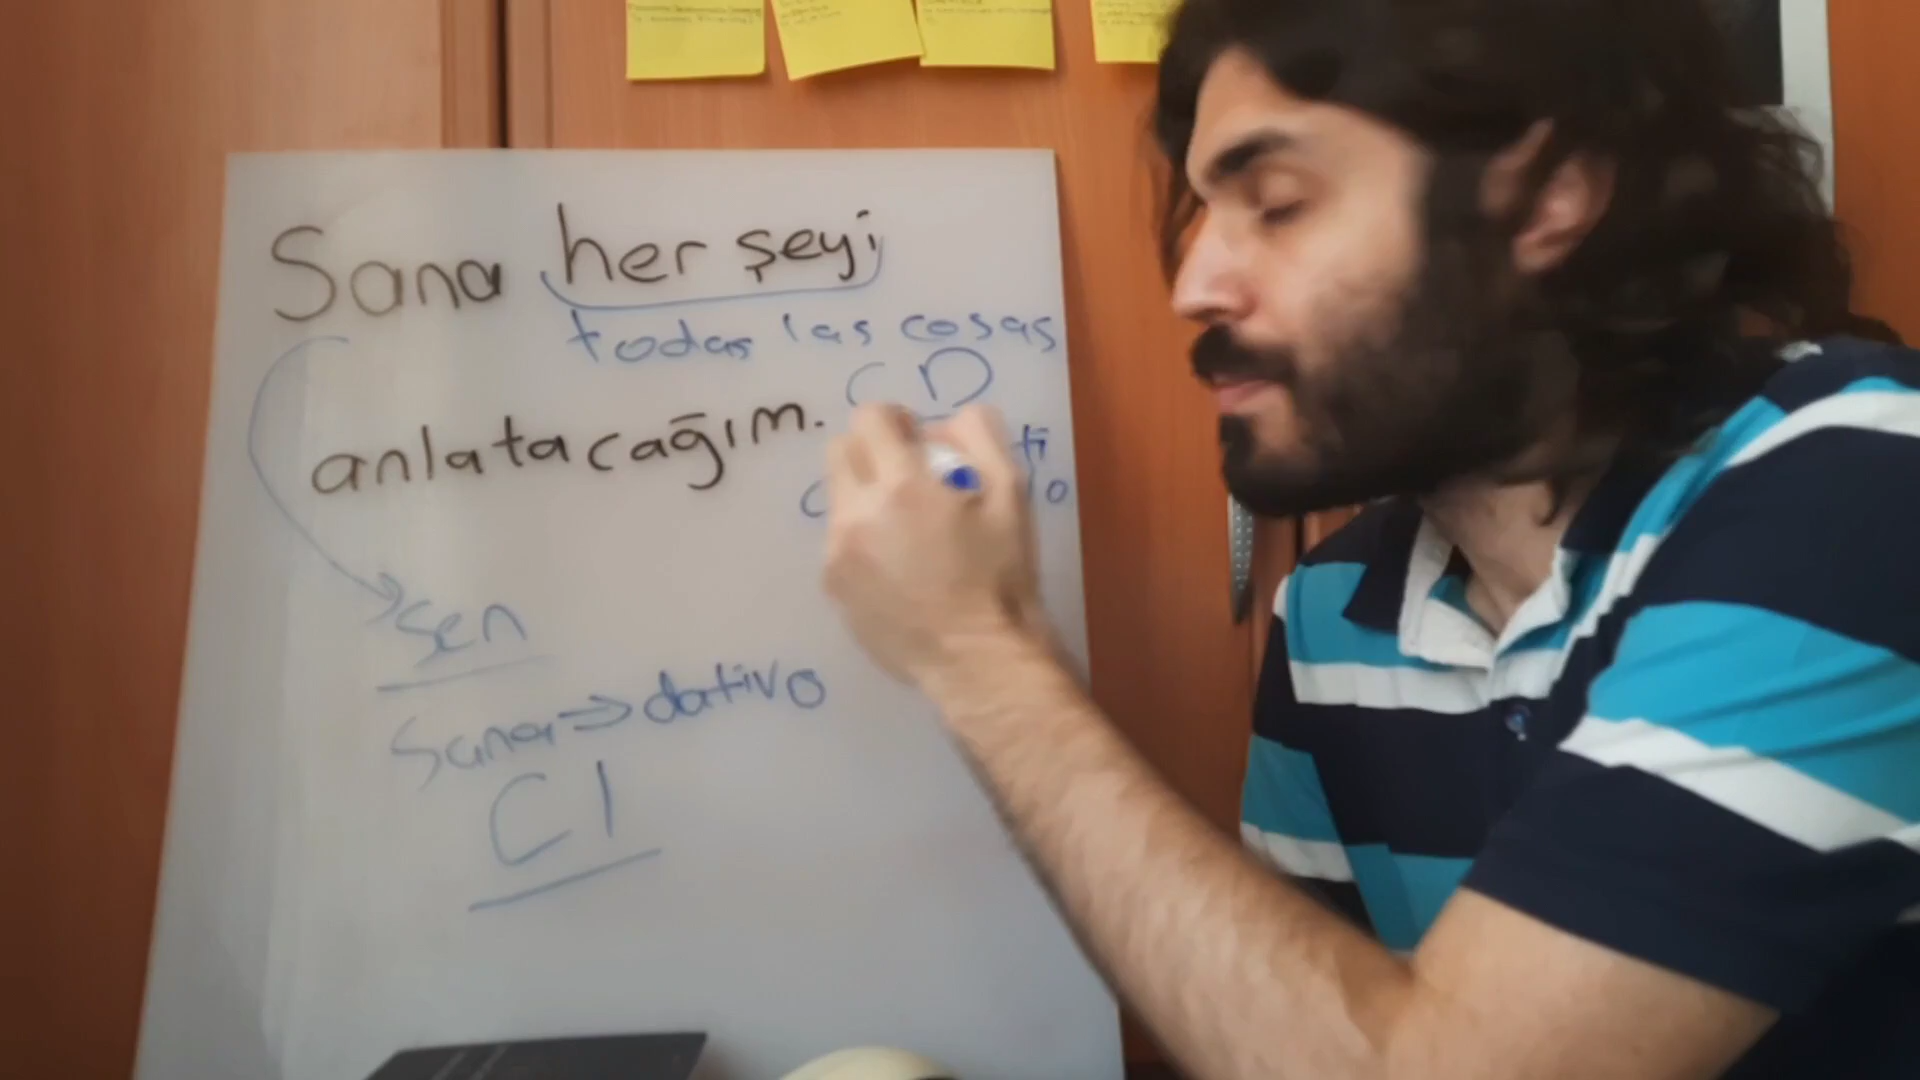 Sana her şeyi
todas las cosas
CD
anlatacağım.
sen
Sana⇒dativo
CI